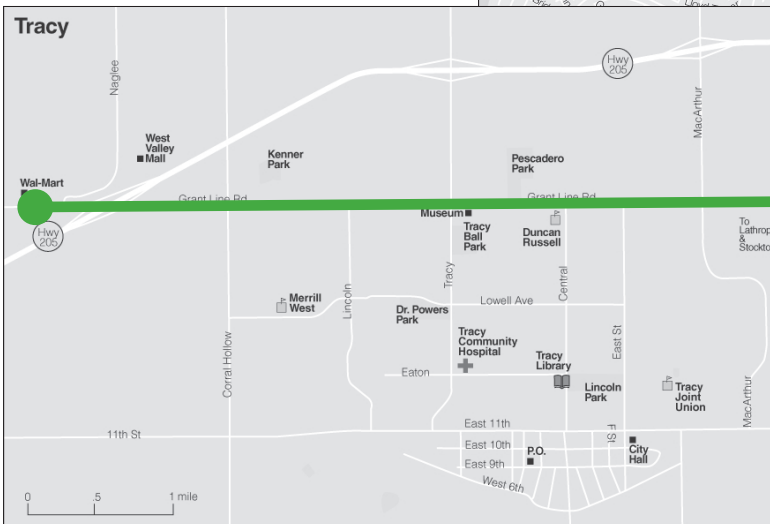 Tracy
Hwy
205
Naglee
MacArthur
West
Valley
Mall
Kenner
Park
Pescadero
Park
Wal-Mart
Grant Line Rd
Grant Line Rd
Museum
Hwy
205
Tracy
Ball
Park
Duncan
Russell
To
Lathrop
&
Stockto
Tracy
Central
Merrill
West
Lincoln
Dr. Powers
Park
Lowell Ave
Corral Hollow
Tracy
Community
Hospital
East St
Tracy
Library
Eaton
Lincoln
Park
Tracy
Joint
Union
MacArthur
East 11th
11th St
F St
East 10th
P.O.
City
Hall
East 9th
West 6th
0
.5
1 mile